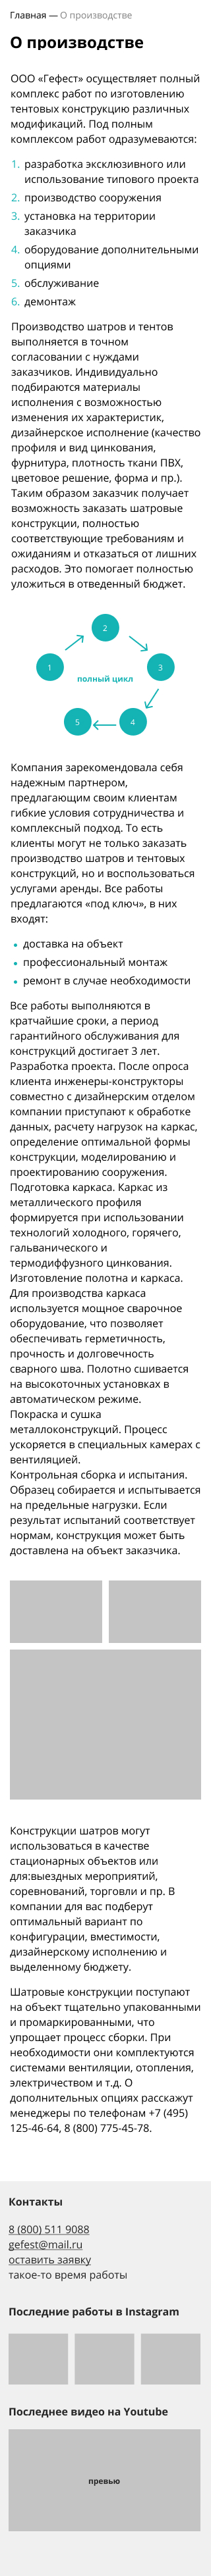 Главная — О производстве
О производстве
ООО «Гефест» осуществляет полный
комплекс работ по изготовлению
тентовых конструкцию различных
модификаций. Под полным
комплексом работ одразумеваются:
1. разработка эксклюзивного или
использование типового проекта
2. производство сооружения
3. установка на территории
заказчика
4. оборудование дополнительными
опциями
5. обслуживание
6. демонтаж
Производство шатров и тентов
выполняется в точном
согласовании с нуждами
заказчиков. Индивидуально
подбираются материалы
исполнения с возможностью
изменения их характеристик,
дизайнерское исполнение (качество
профиля и вид цинкования,
фурнитура, плотность ткани ПВХ,
цветовое решение, форма и пр.).
Таким образом заказчик получает
возможность заказать шатровые
конструкции, полностью
соответствующие требованиям и
ожиданиям и отказаться от лишних
расходов. Это помогает полностью
уложиться в отведенный бюджет.
2
1
3
полный цикл
5
4
Компания зарекомендовала себя
надежным партнером,
предлагающим своим клиентам
гибкие условия сотрудничества и
комплексный подход. То есть
клиенты могут не только заказать
производство шатров и тентовых
конструкций, но и воспользоваться
услугами аренды. Все работы
предлагаются «под ключ», в них
входят:
• доставка на объект
• профессиональный монтаж
• ремонт в случае необходимости
Все работы выполняются в
кратчайшие сроки, а период
гарантийного обслуживания для
конструкций достигает 3 лет.
Разработка проекта. После опроса
клиента инженеры-конструкторы
совместно с дизайнерским отделом
компании приступают к обработке
данных, расчету нагрузок на каркас,
определение оптимальной формы
конструкции, моделированию и
проектированию сооружения.
Подготовка каркаса. Каркас из
металлического профиля
формируется при использовании
технологий холодного, горячего,
гальванического и
термодиффузного цинкования.
Изготовление полотна и каркаса.
Для производства каркаса
используется мощное сварочное
оборудование, что позволяет
обеспечивать герметичность,
прочность и долговечность
сварного шва. Полотно сшивается
на высокоточных установках в
автоматическом режиме.
Покраска и сушка
металлоконструкций. Процесс
ускоряется в специальных камерах с
вентиляцией.
Контрольная сборка и испытания.
Образец собирается и испытывается
на предельные нагрузки. Если
результат испытаний соответствует
нормам, конструкция может быть
доставлена на объект заказчика.
Конструкции шатров могут
использоваться в качестве
стационарных объектов или
для:выездных мероприятий,
соревнований, торговли и пр. В
компании для вас подберут
оптимальный вариант по
конфигурации, вместимости,
дизайнерскому исполнению и
выделенному бюджету.
Шатровые конструкции поступают
на объект тщательно упакованными
и промаркированными, что
упрощает процесс сборки. При
необходимости они комплектуются
системами вентиляции, отопления,
электричеством и т.д. О
дополнительных опциях расскажут
менеджеры по телефонам +7 (495)
125-46-64, 8 (800) 775-45-78.
Контакты
8 (800) 511 9088
gefest@mail.ru
оставить заявку
такое-то время работы
Последние работы в Instagram
Последнее видео на Youtube
превью